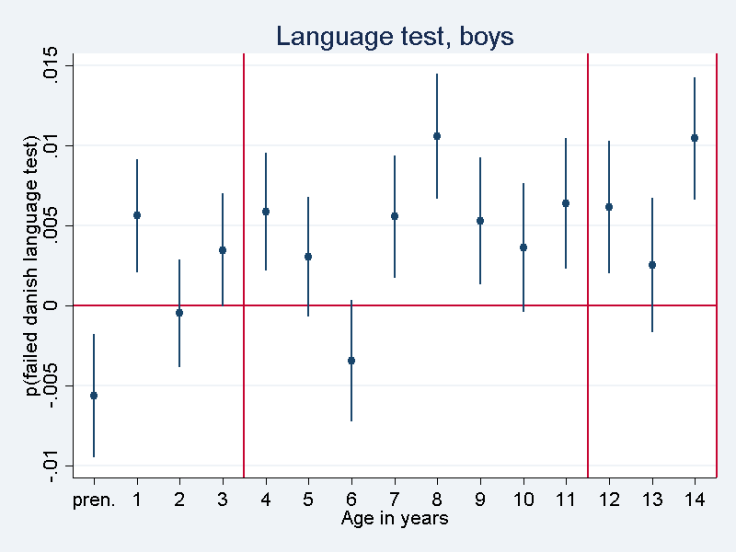 Language test, boys
p(failed danish language test)
.015
.01
.005
0
-.005
-.01
pren. 1 2 3 4 5 6 7 8 9 10 11 12 13 14
Age in years